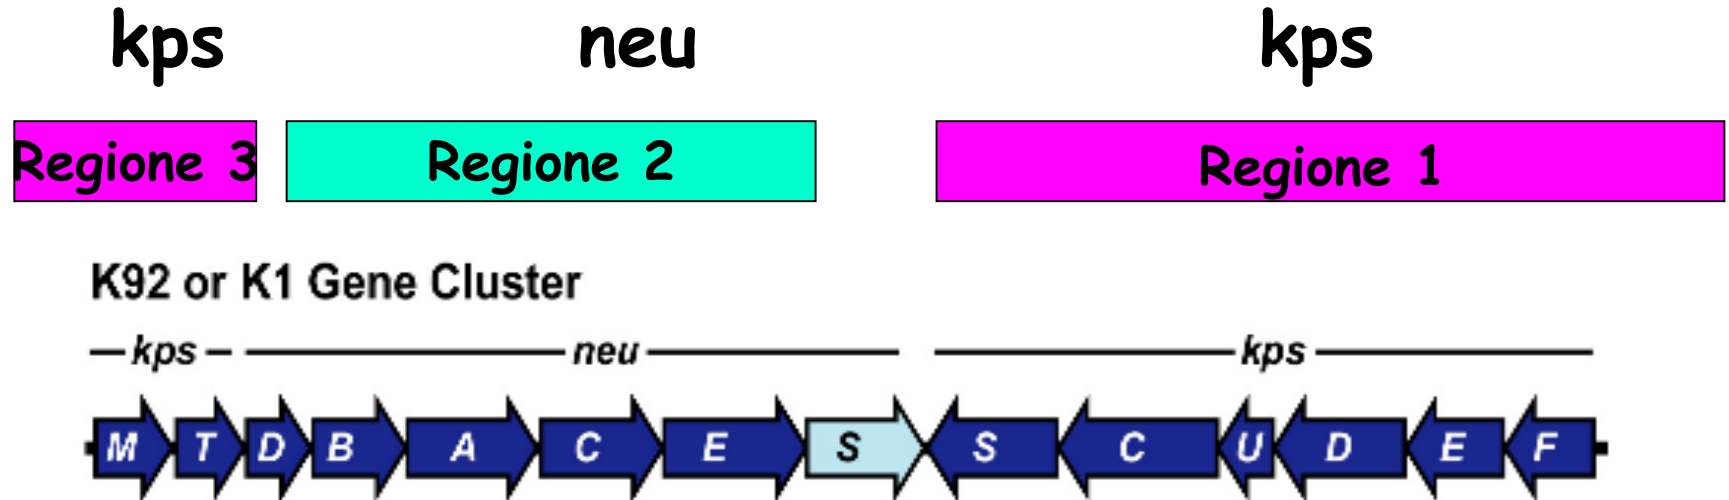 kps neu kps
Regione 3 Regione 2 Regione 1
K92 or K1 Gene Cluster
kps neu kps
M T D B A C E S S C U D E F